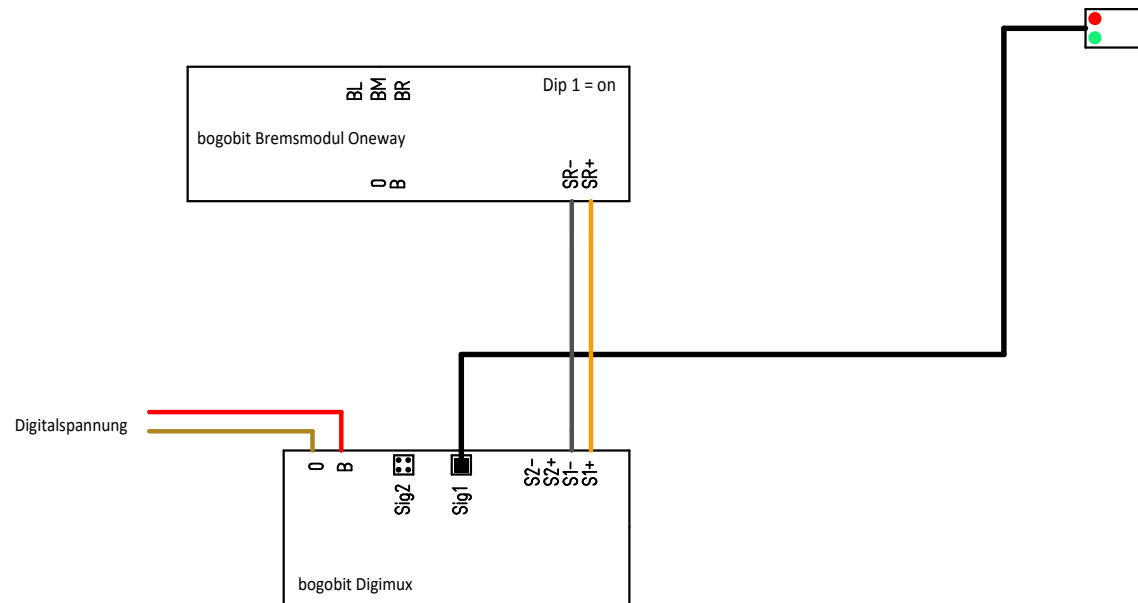 BL
BM
BR
Dip 1 = on
bogobit Bremsmodul Oneway
0
B
SR-
SR+
Digitalspannung
0
B
Sig2
Sig1
S2-
S2+
S1-
S1+
bogobit Digimux